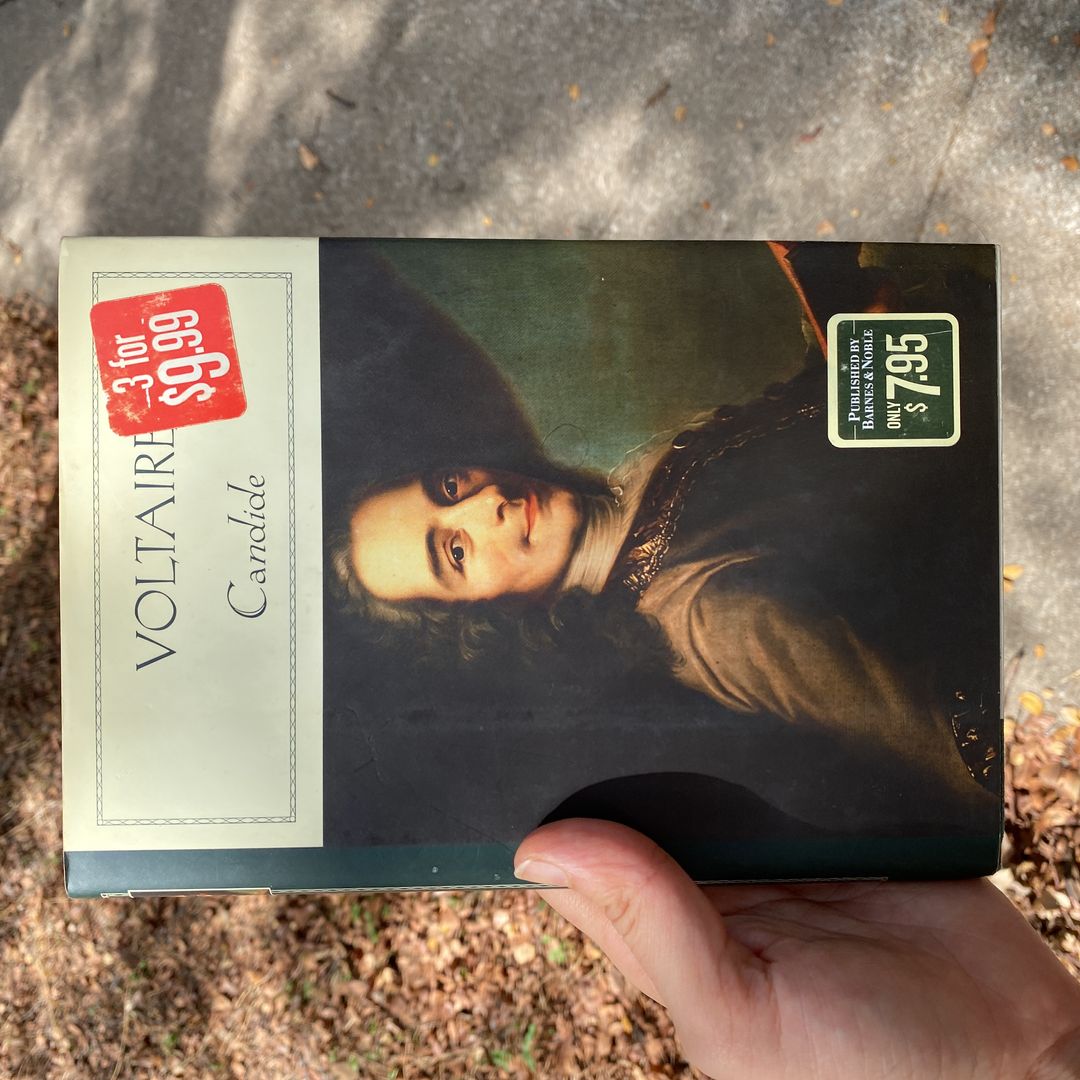 3 for
$9.99
VOLTAIRE
Candide
PUBLISHED BY
BARNES & NOBLE
ONLY
$7.95